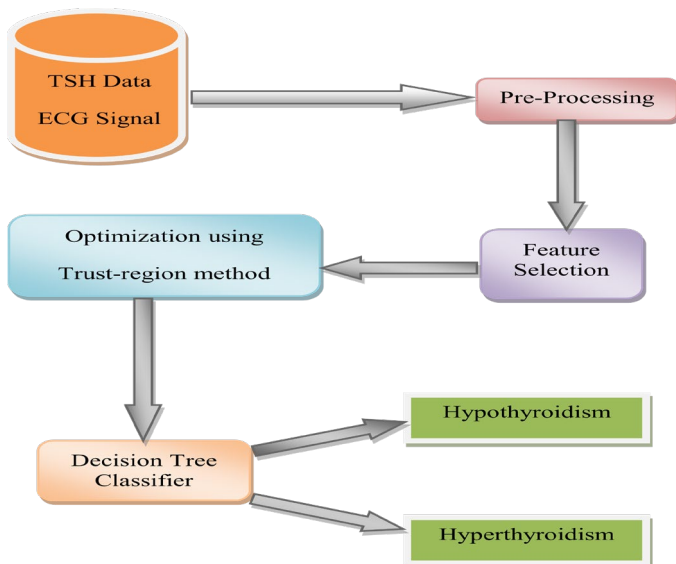 TSH Data
ECG Signal
Pre-Processing
Feature
Selection
Optimization using
Trust-region method
Decision Tree
Classifier
Hypothyroidism
Hyperthyroidism